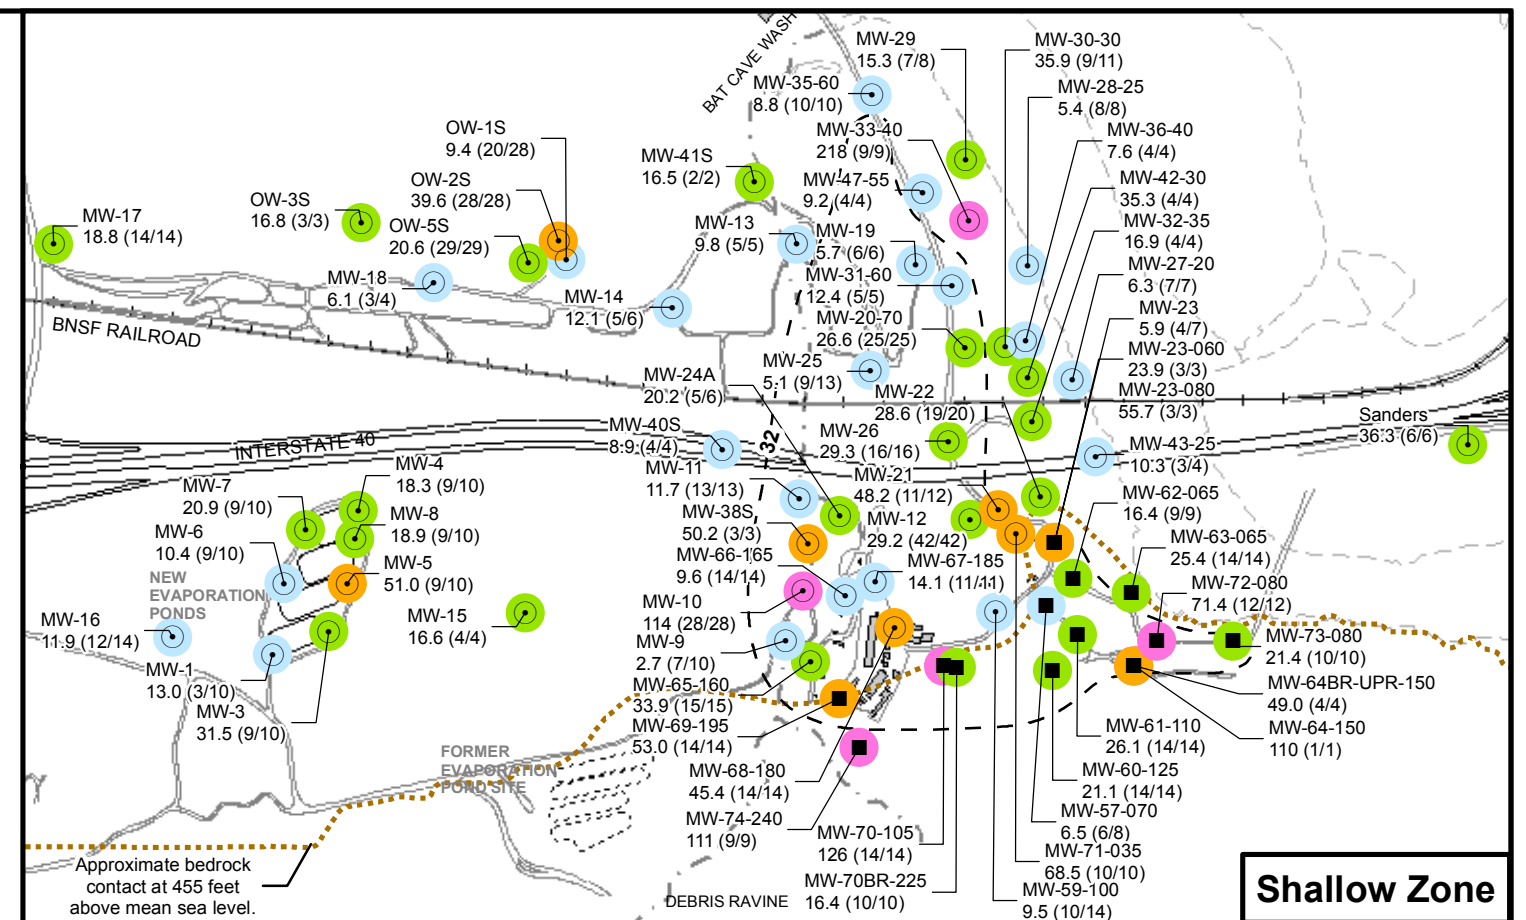 BAT CAVE WASH
MW-29
15.3 (7/8)
MW-30-30
35.9 (9/11)
MW-35-60
8.8 (10/10)
MW-28-25
5.4 (8/8)
OW-1S
9.4 (20/28)
MW-33-40
218 (9/9)
MW-36-40
7.6 (4/4)
MW-41S
16.5 (2/2)
OW-2S
39.6 (28/28)
MW-47-55
9.2 (4/4)
MW-42-30
35.3 (4/4)
OW-3S
16.8 (3/3)
MW-17
18.8 (14/14)
OW-5S
20.6 (29/29)
MW-13
9.8 (5/5)
MW-19
5.7 (6/6)
MW-32-35
16.9 (4/4)
MW-18
6.1 (3/4)
MW-14
12.1 (5/6)
MW-31-60
12.4 (5/5)
MW-27-20
6.3 (7/7)
MW-20-70
26.6 (25/25)
MW-23
5.9 (4/7)
BNSF RAILROAD
MW-25
5.1 (9/13)
MW-23-060
23.9 (3/3)
MW-24A
20.2 (5/6)
MW-22
28.6 (19/20)
MW-23-080
55.7 (3/3)
Sanders
36.3 (6/6)
INTERSTATE 40
MW-40S
8.9 (4/4)
32
MW-26
29.3 (16/16)
MW-43-25
10.3 (3/4)
MW-4
18.3 (9/10)
MW-11
11.7 (13/13)
MW-21
48.2 (11/12)
MW-7
20.9 (9/10)
MW-62-065
16.4 (9/9)
MW-8
18.9 (9/10)
MW-38S
50.2 (3/3)
MW-12
29.2 (42/42)
MW-6
10.4 (9/10)
MW-63-065
25.4 (14/14)
MW-5
51.0 (9/10)
MW-66-165
9.6 (14/14)
MW-67-185
14.1 (11/11)
NEW
EVAPORATION
PONDS
MW-72-080
71.4 (12/12)
MW-16
11.9 (12/14)
MW-15
16.6 (4/4)
MW-10
114 (28/28)
MW-9
2.7 (7/10)
MW-73-080
21.4 (10/10)
MW-1
13.0 (3/10)
MW-65-160
33.9 (15/15)
MW-64BR-UPR-150
49.0 (4/4)
MW-3
31.5 (9/10)
MW-69-195
53.0 (14/14)
MW-61-110
26.1 (14/14)
MW-64-150
110 (1/1)
FORMER
EVAPORATION
POND SITE
MW-68-180
45.4 (14/14)
MW-60-125
21.1 (14/14)
MW-74-240
111 (9/9)
MW-57-070
6.5 (6/8)
MW-70-105
126 (14/14)
MW-71-035
68.5 (10/10)
Approximate bedrock
contact at 455 feet
above mean sea level.
MW-70BR-225
16.4 (10/10)
MW-59-100
9.5 (10/14)
DEBRIS RAVINE
Shallow Zone